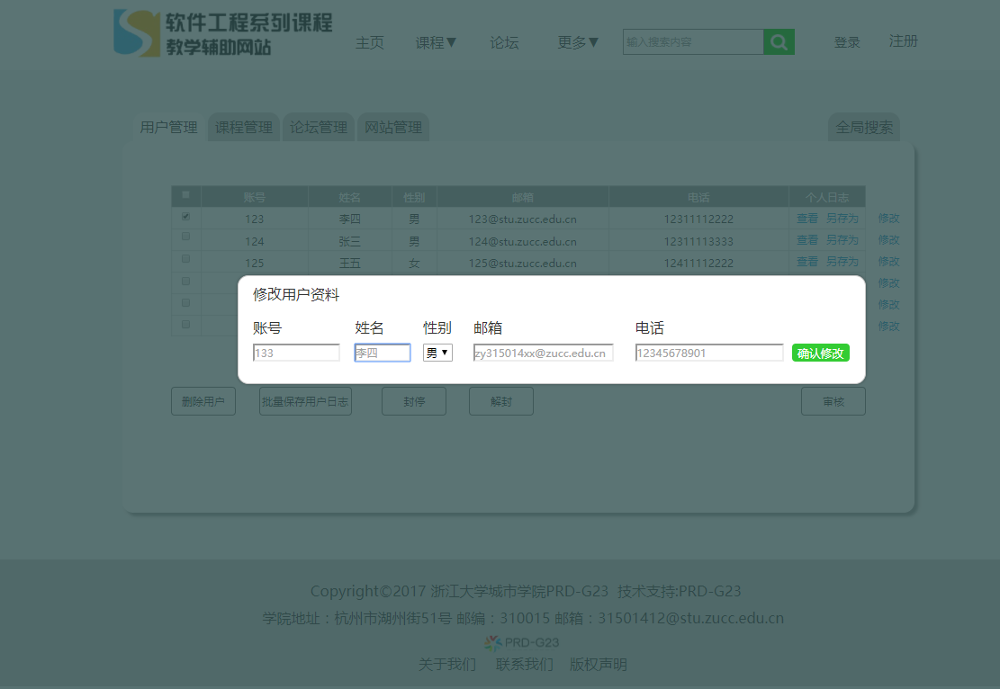 软件工程系列课程
教学辅助网站
主页 课程▼ 论坛 更多▼ 输入搜索内容 登录 注册
用户管理 课程管理 论坛管理 网站管理 全局搜索
账号 姓名 性别 邮箱 电话 个人日志
123 李四 男 123@stu.zucc.edu.cn 12311112222 查看 另存为 修改
124 张三 男 124@stu.zucc.edu.cn 12311113333 查看 另存为 修改
125 王五 女 125@stu.zucc.edu.cn 12411112222 查看 另存为 修改
修改
修改
修改
修改用户资料
账号 姓名 性别 邮箱 电话
133 李四 男▼ zy315014xx@zucc.edu.cn 12345678901 确认修改
删除用户 批量保存用户日志 封停 解封 审核
Copyright©2017 浙江大学城市学院PRD-G23 技术支持:PRD-G23
学院地址：杭州市湖州街51号 邮编：310015 邮箱：31501412@stu.zucc.edu.cn
PRD-G23
关于我们 联系我们 版权声明